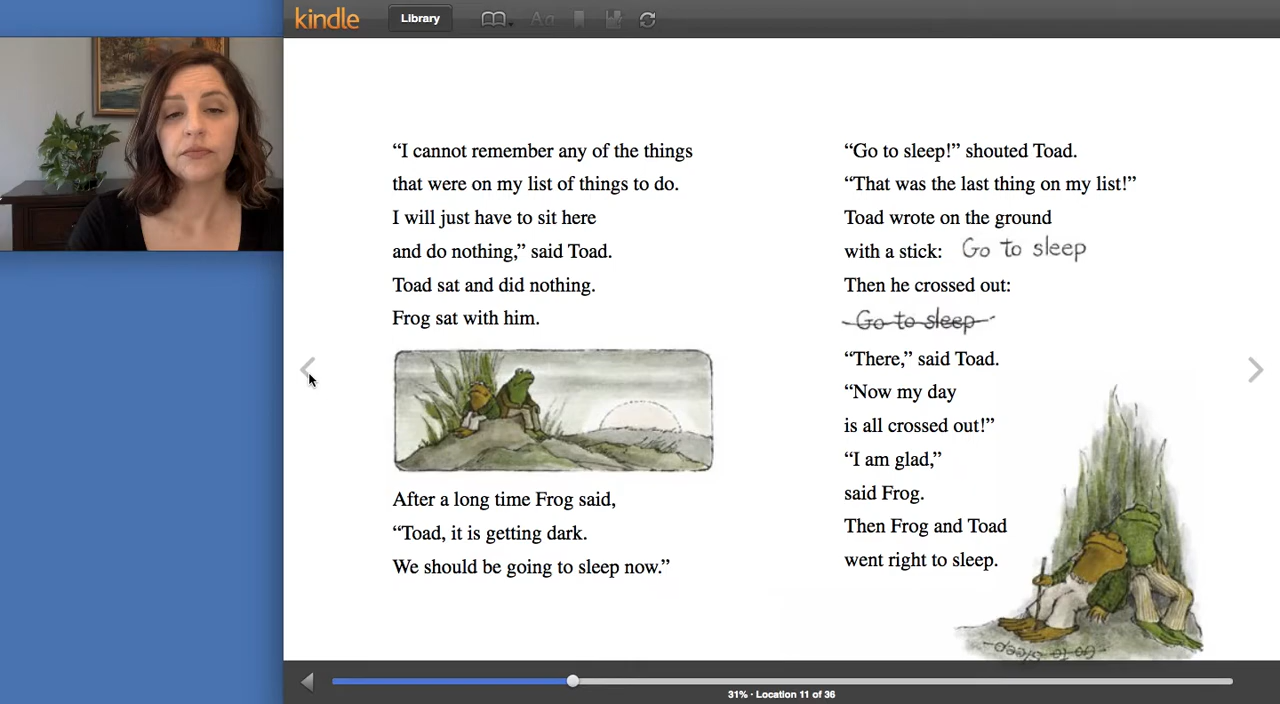 kindle
Library
Aa
“I cannot remember any of the things
that were on my list of things to do.
I will just have to sit here
and do nothing,” said Toad.
Toad sat and did nothing.
Frog sat with him.
After a long time Frog said,
“Toad, it is getting dark.
We should be going to sleep now.”
“Go to sleep!” shouted Toad.
“That was the last thing on my list!”
Toad wrote on the ground
with a stick: Go to sleep
Then he crossed out:
Go to sleep
“There,” said Toad.
“Now my day
is all crossed out!”
“I am glad,”
said Frog.
Then Frog and Toad
went right to sleep.
Go to sleep
31% · Location 11 of 36